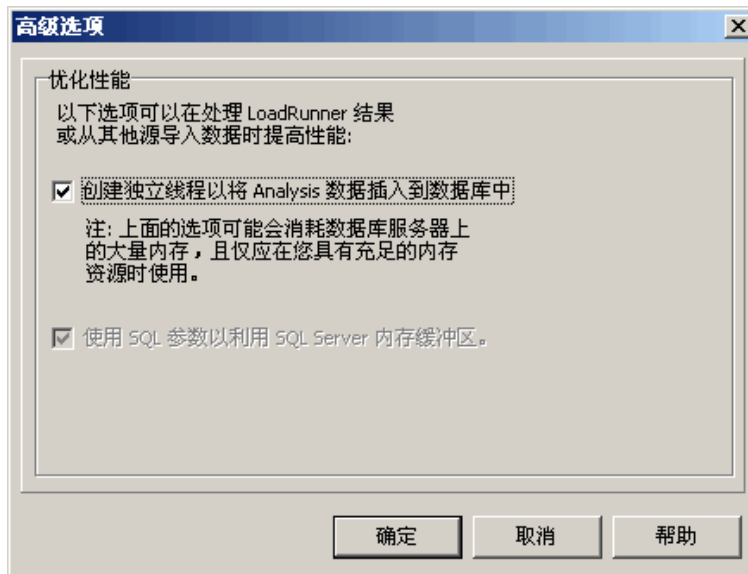 高级选项
优化性能
以下选项可以在处理 LoadRunner 结果
或从其他源导入数据时提高性能:
创建独立线程以将 Analysis 数据插入到数据库中
注: 上面的选项可能会消耗数据库服务器上
的大量内存，且仅应在您具有充足的内存
资源时使用。
使用 SQL 参数以利用 SQL Server 内存缓冲区。
确定
取消
帮助